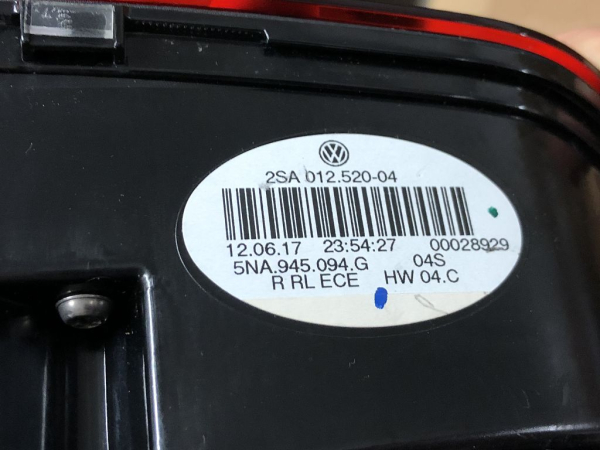 VW
2SA 012.520-04
12.06.17 23:54:27 00028929
5NA.945.094.G 04S
R RL ECE HW 04.C